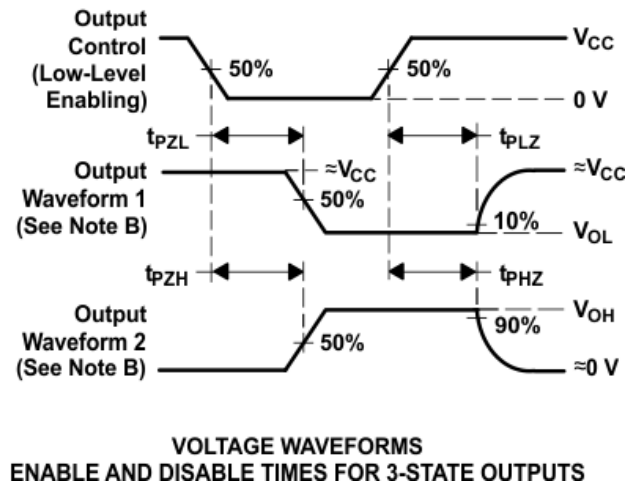 Output
Control
(Low-Level
Enabling)
50%
50%
VCC
0 V
tPZL
tPLZ
Output
Waveform 1
(See Note B)
≈VCC
50%
≈VCC
10%
VOL
tPZH
tPHZ
Output
Waveform 2
(See Note B)
50%
VOH
90%
≈0 V
VOLTAGE WAVEFORMS
ENABLE AND DISABLE TIMES FOR 3-STATE OUTPUTS